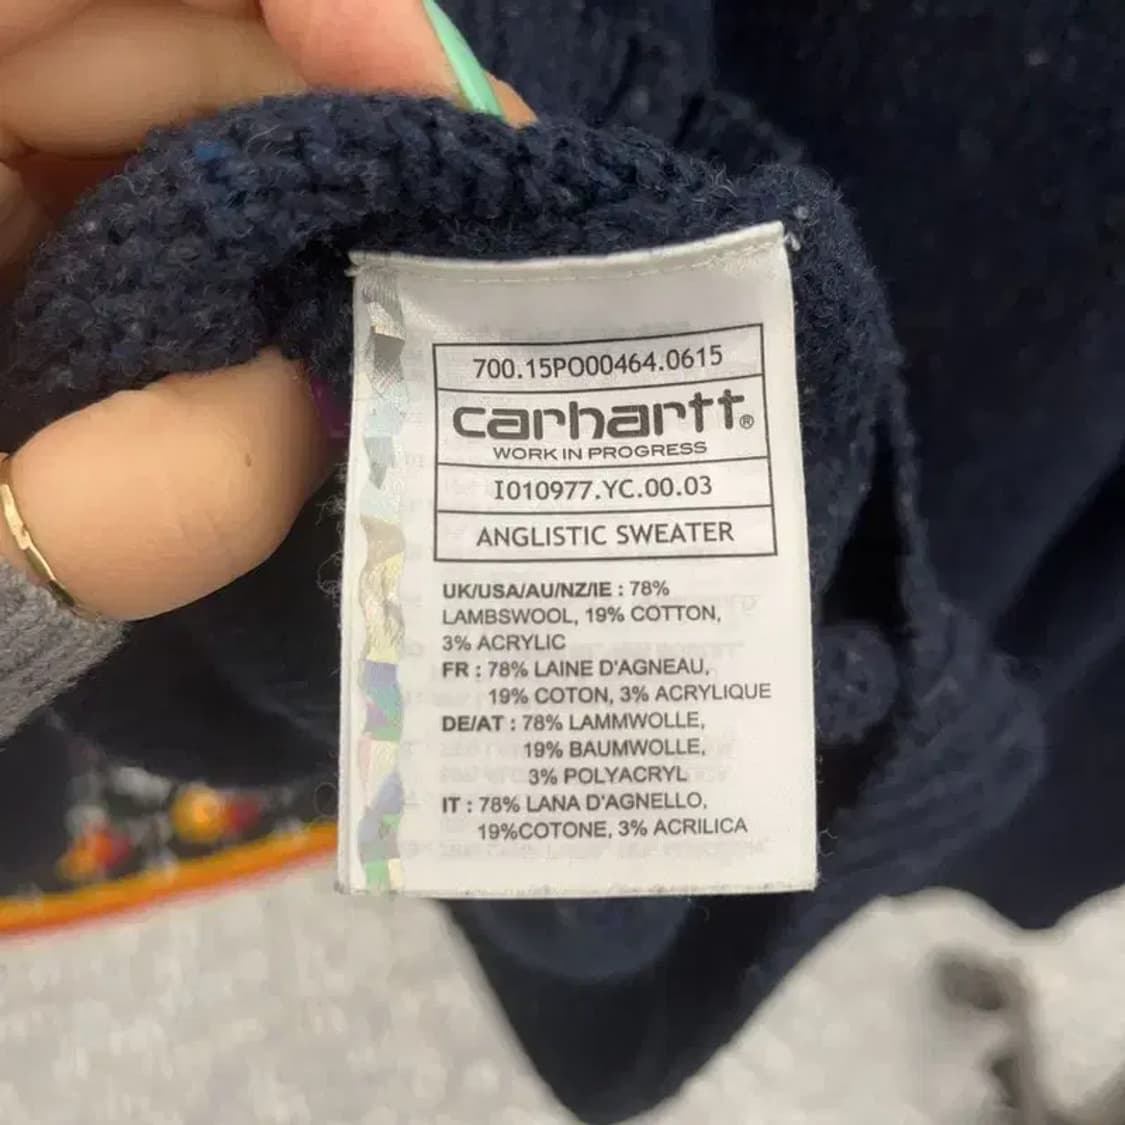 700.15PO00464.0615
carhartt®
WORK IN PROGRESS
I010977.YC.00.03
ANGLISTIC SWEATER
UK/USA/AU/NZ/IE : 78%
LAMBSWOOL, 19% COTTON,
3% ACRYLIC
FR : 78% LAINE D'AGNEAU,
19% COTON, 3% ACRYLIQUE
DE/AT : 78% LAMMWOLLE,
19% BAUMWOLLE,
3% POLYACRYL
IT : 78% LANA D'AGNELLO,
19%COTONE, 3% ACRILICA